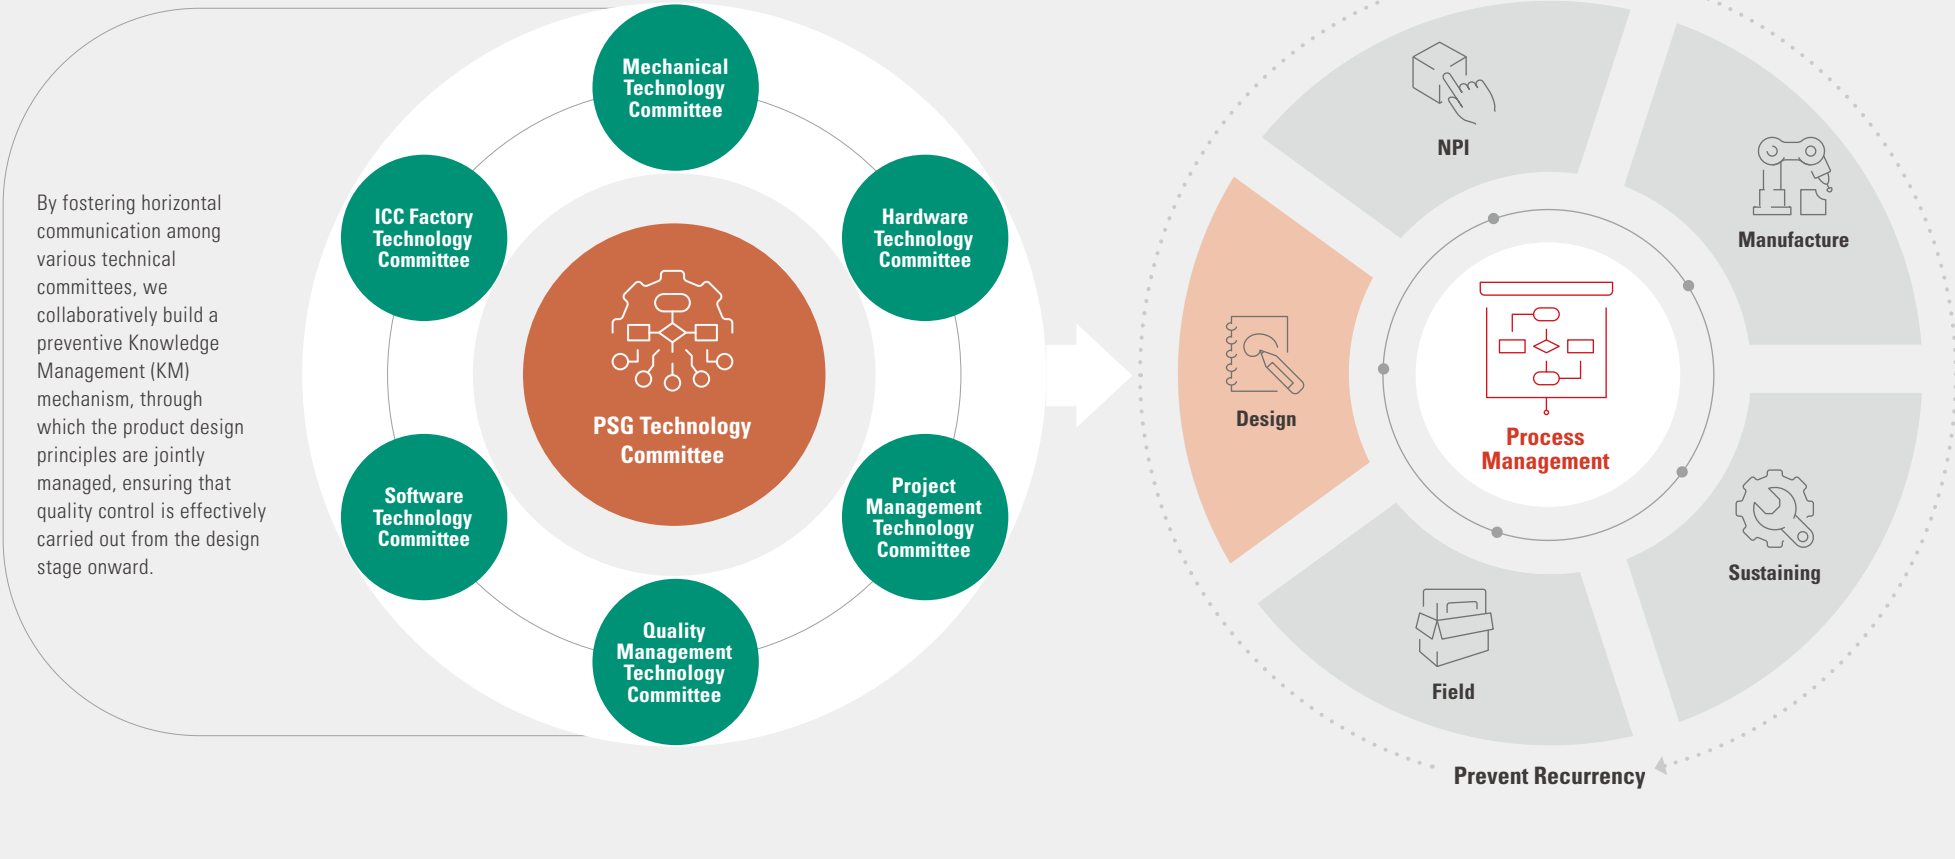 By fostering horizontal
communication among
various technical
committees, we
collaboratively build a
preventive Knowledge
Management (KM)
mechanism, through
which the product design
principles are jointly
managed, ensuring that
quality control is effectively
carried out from the design
stage onward.
Mechanical
Technology
Committee
ICC Factory
Technology
Committee
Hardware
Technology
Committee
PSG Technology
Committee
Software
Technology
Committee
Project
Management
Technology
Committee
Quality
Management
Technology
Committee
NPI
Manufacture
Design
Process
Management
Sustaining
Field
Prevent Recurrency